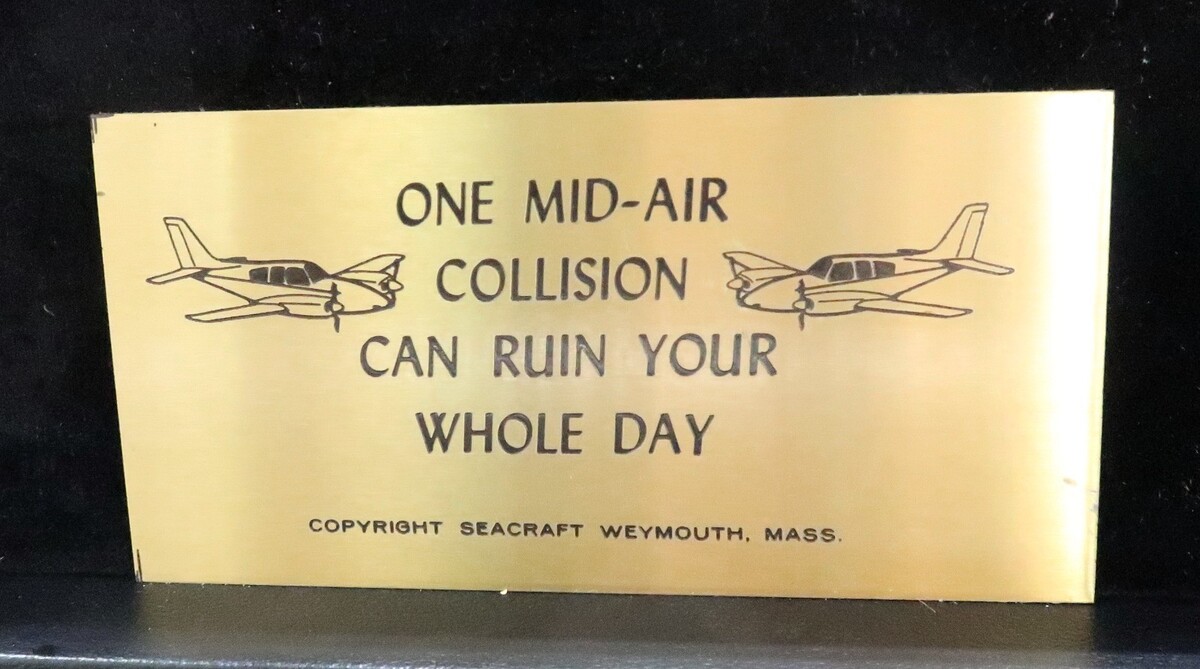 ONE MID-AIR
COLLISION
CAN RUIN YOUR
WHOLE DAY
COPYRIGHT SEACRAFT WEYMOUTH, MASS.